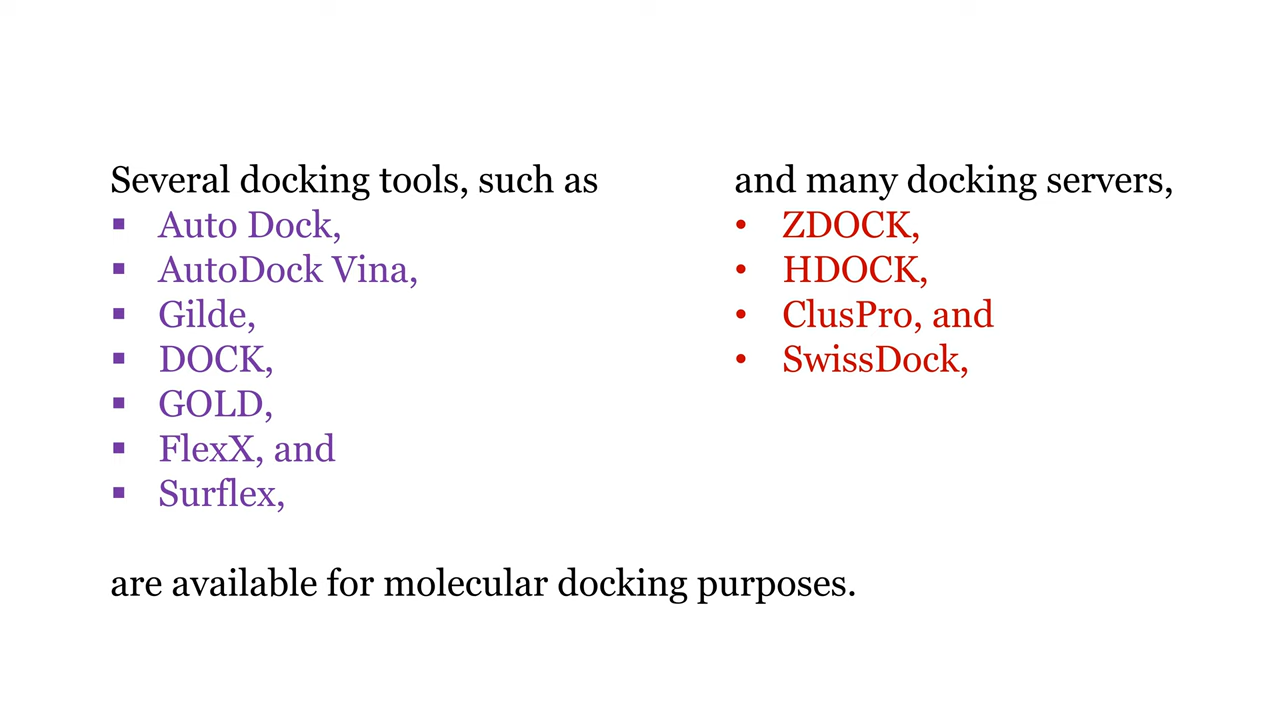 Several docking tools, such as
▪ Auto Dock,
▪ AutoDock Vina,
▪ Gilde,
▪ DOCK,
▪ GOLD,
▪ FlexX, and
▪ Surflex,
and many docking servers,
• ZDOCK,
• HDOCK,
• ClusPro, and
• SwissDock,
are available for molecular docking purposes.